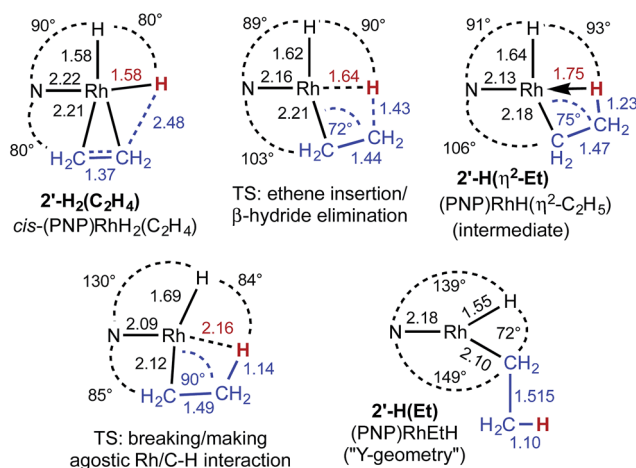 90° 80° 89° 90° 91° 93°
H H H
1.58 1.62 1.64
N 2.22 Rh 1.58 H N 2.16 Rh 1.64 H N 2.13 Rh 1.75 H
2.21 2.48 2.21 1.43 2.18 1.23
80° 72° 75°
H₂C CH₂ 103° H₂C CH₂ 106° H₂C CH₂
1.37 1.44 1.47
2'-H₂(C₂H₄) TS: ethene insertion/ 2'-H(η²-Et)
cis-(PNP)RhH₂(C₂H₄) β-hydride elimination (PNP)RhH(η²-C₂H₅)
(intermediate)
130° H 84° 139° H
1.69 1.55
N 2.09 Rh 2.16 H N 2.18 Rh 72°
2.12 1.14 2.10 CH₂
85° 90° 149°
H₂C CH₂ 1.515
1.49 H₂C H
1.10
TS: breaking/making 2'-H(Et)
agostic Rh/C-H interaction (PNP)RhEtH
("Y-geometry")